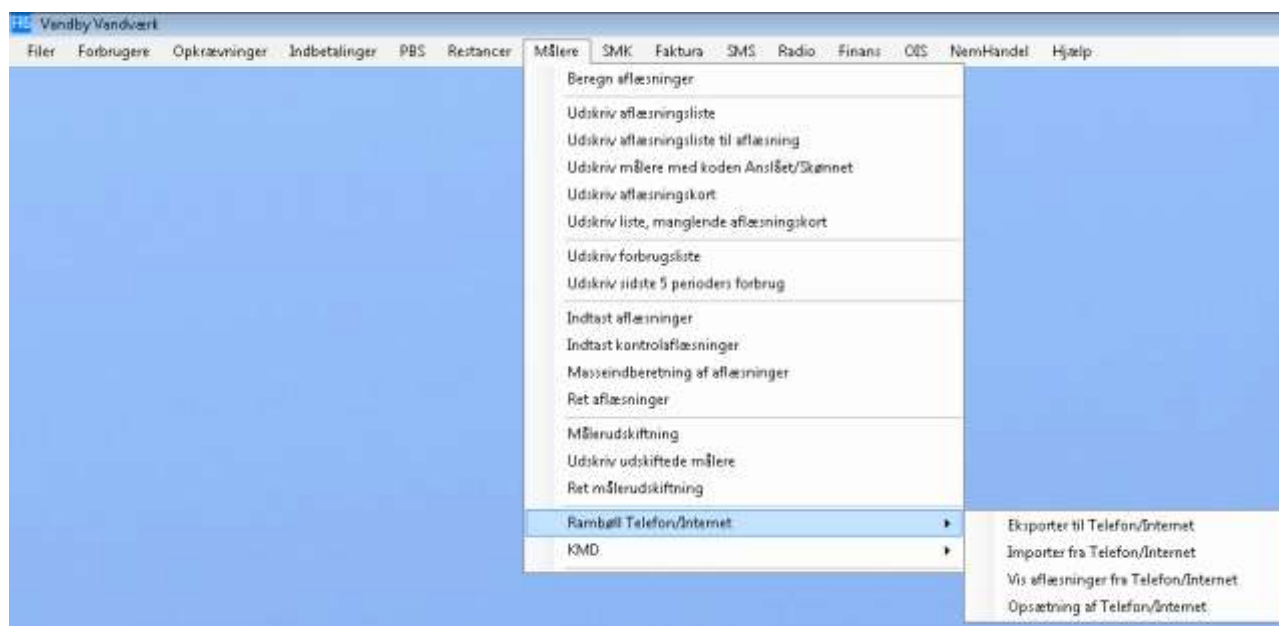 Vandby Vandværk
Filer Forbrugere Opkrævninger Indbetalinger PBS Restancer Målere SMK Faktura SMS Radio Finans OIS NemHandel Hjælp
Beregn aflæsninger
Udskriv aflæsningsliste
Udskriv aflæsningsliste til aflæsning
Udskriv målere med koden Anslået/Skønnet
Udskriv aflæsningskort
Udskriv liste, manglende aflæsningskort
Udskriv forbrugsliste
Udskriv sidste 5 perioders forbrug
Indtast aflæsninger
Indtast kontrolaflæsninger
Masseindberetning af aflæsninger
Ret aflæsninger
Målerudskiftning
Udskriv udskiftede målere
Ret målerudskiftning
Rambøll Telefon/Internet
KMD
Eksporter til Telefon/Internet
Importer fra Telefon/Internet
Vis aflæsninger fra Telefon/Internet
Opsætning af Telefon/Internet